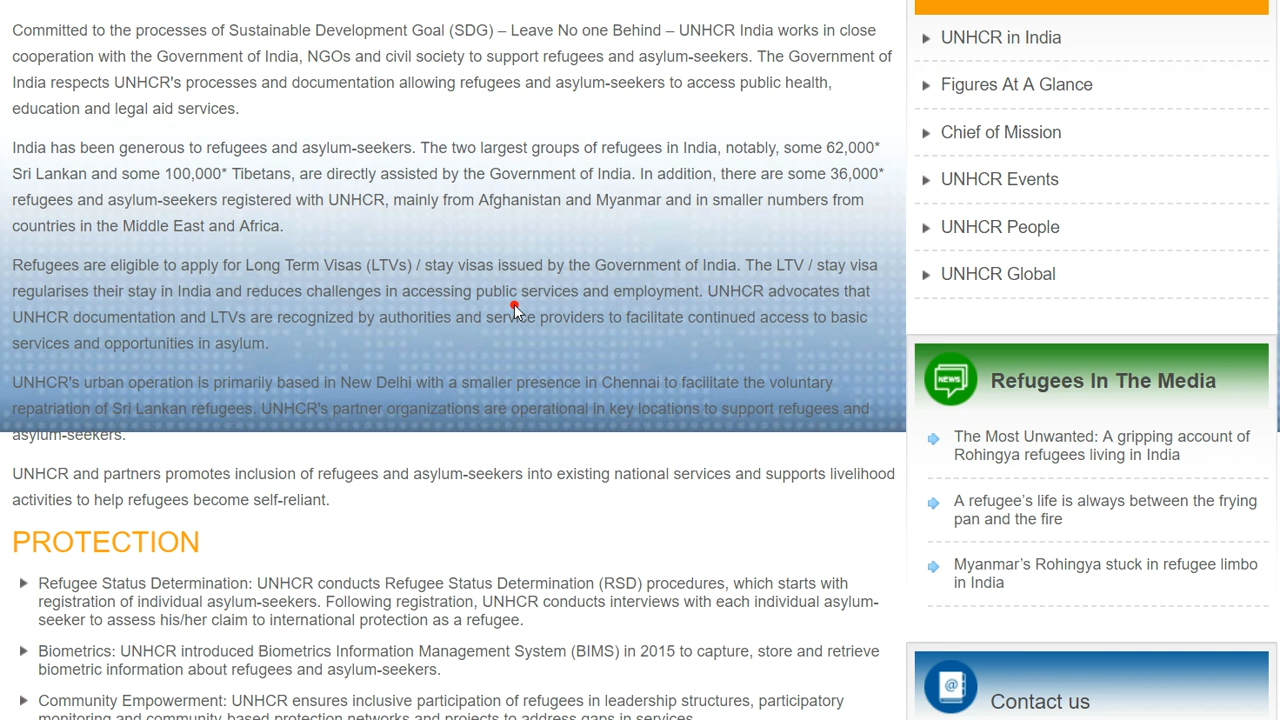 Committed to the processes of Sustainable Development Goal (SDG) – Leave No one Behind – UNHCR India works in close
cooperation with the Government of India, NGOs and civil society to support refugees and asylum-seekers. The Government of
India respects UNHCR's processes and documentation allowing refugees and asylum-seekers to access public health,
education and legal aid services.
India has been generous to refugees and asylum-seekers. The two largest groups of refugees in India, notably, some 62,000*
Sri Lankan and some 100,000* Tibetans, are directly assisted by the Government of India. In addition, there are some 36,000*
refugees and asylum-seekers registered with UNHCR, mainly from Afghanistan and Myanmar and in smaller numbers from
countries in the Middle East and Africa.
Refugees are eligible to apply for Long Term Visas (LTVs) / stay visas issued by the Government of India. The LTV / stay visa
regularises their stay in India and reduces challenges in accessing public services and employment. UNHCR advocates that
UNHCR documentation and LTVs are recognized by authorities and service providers to facilitate continued access to basic
services and opportunities in asylum.
UNHCR's urban operation is primarily based in New Delhi with a smaller presence in Chennai to facilitate the voluntary
repatriation of Sri Lankan refugees. UNHCR's partner organizations are operational in key locations to support refugees and
asylum-seekers.
UNHCR and partners promotes inclusion of refugees and asylum-seekers into existing national services and supports livelihood
activities to help refugees become self-reliant.
PROTECTION
Refugee Status Determination: UNHCR conducts Refugee Status Determination (RSD) procedures, which starts with
registration of individual asylum-seekers. Following registration, UNHCR conducts interviews with each individual asylum-
seeker to assess his/her claim to international protection as a refugee.
Biometrics: UNHCR introduced Biometrics Information Management System (BIMS) in 2015 to capture, store and retrieve
biometric information about refugees and asylum-seekers.
Community Empowerment: UNHCR ensures inclusive participation of refugees in leadership structures, participatory
monitoring and community based protection networks and projects to address gaps in services.
UNHCR in India
Figures At A Glance
Chief of Mission
UNHCR Events
UNHCR People
UNHCR Global
NEWS
Refugees In The Media
The Most Unwanted: A gripping account of
Rohingya refugees living in India
A refugee’s life is always between the frying
pan and the fire
Myanmar’s Rohingya stuck in refugee limbo
in India
@
Contact us